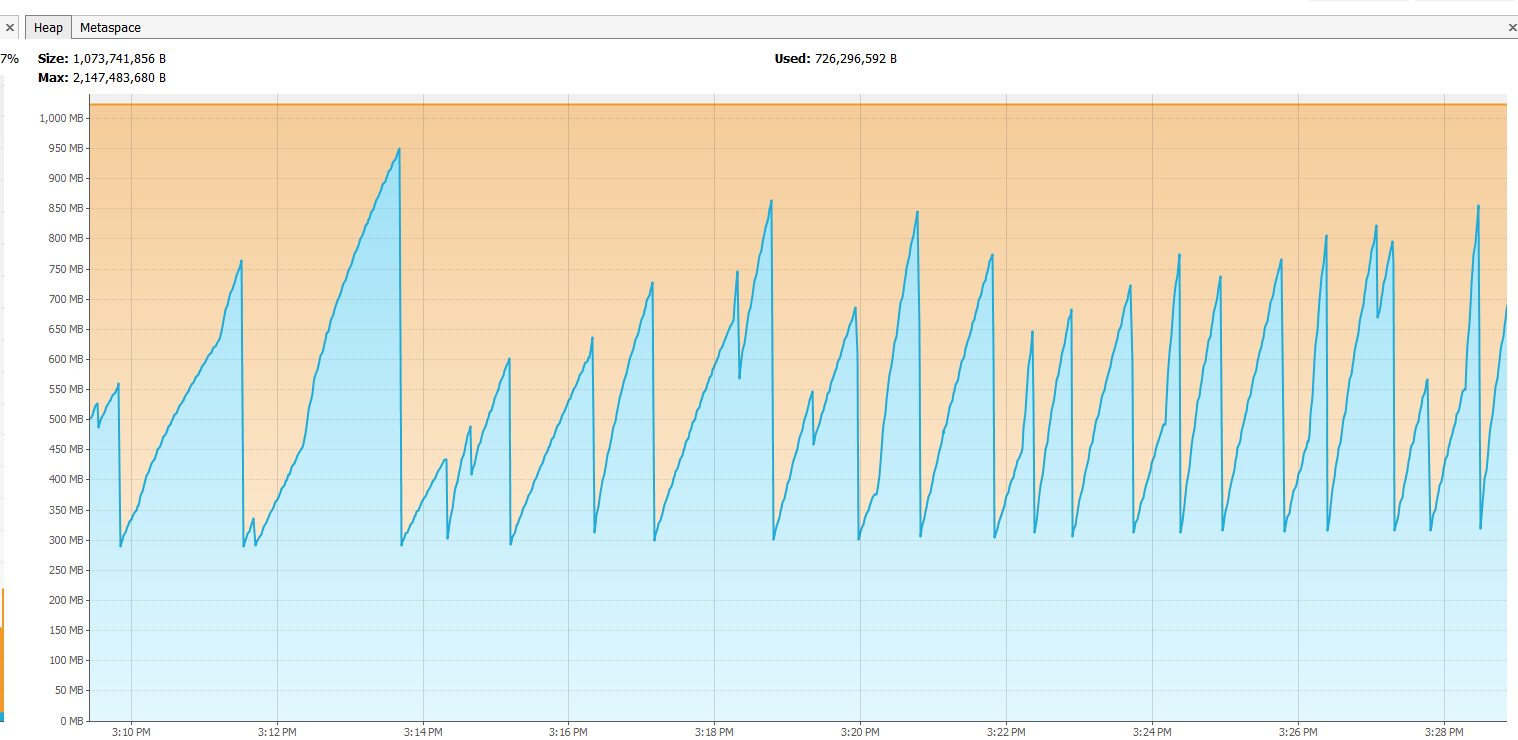 Heap Metaspace
7% Size: 1,073,741,856 B Used: 726,296,592 B
Max: 2,147,483,680 B
1,000 MB
950 MB
900 MB
850 MB
800 MB
750 MB
700 MB
650 MB
600 MB
550 MB
500 MB
450 MB
400 MB
350 MB
300 MB
250 MB
200 MB
150 MB
100 MB
50 MB
0 MB
3:10 PM 3:12 PM 3:14 PM 3:16 PM 3:18 PM 3:20 PM 3:22 PM 3:24 PM 3:26 PM 3:28 PM